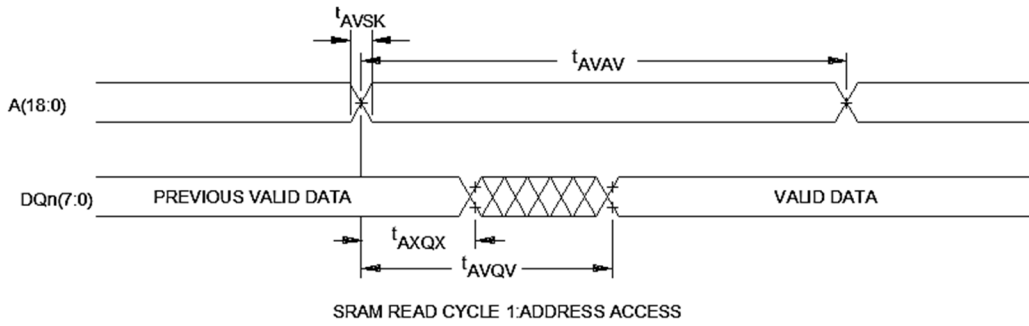 tAVSK
tAVAV
A(18:0)
DQn(7:0) PREVIOUS VALID DATA VALID DATA
tAXQX
tAVQV
SRAM READ CYCLE 1:ADDRESS ACCESS